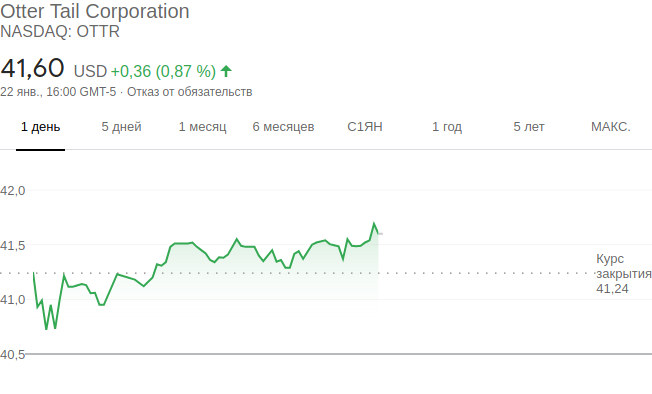 Otter Tail Corporation
NASDAQ: OTTR
41,60 USD +0,36 (0,87 %)
22 янв., 16:00 GMT-5 · Отказ от обязательств
1 день 5 дней 1 месяц 6 месяцев С1ЯН 1 год 5 лет МАКС.
42,0
41,5
Курс
закрытия
41,24
41,0
40,5